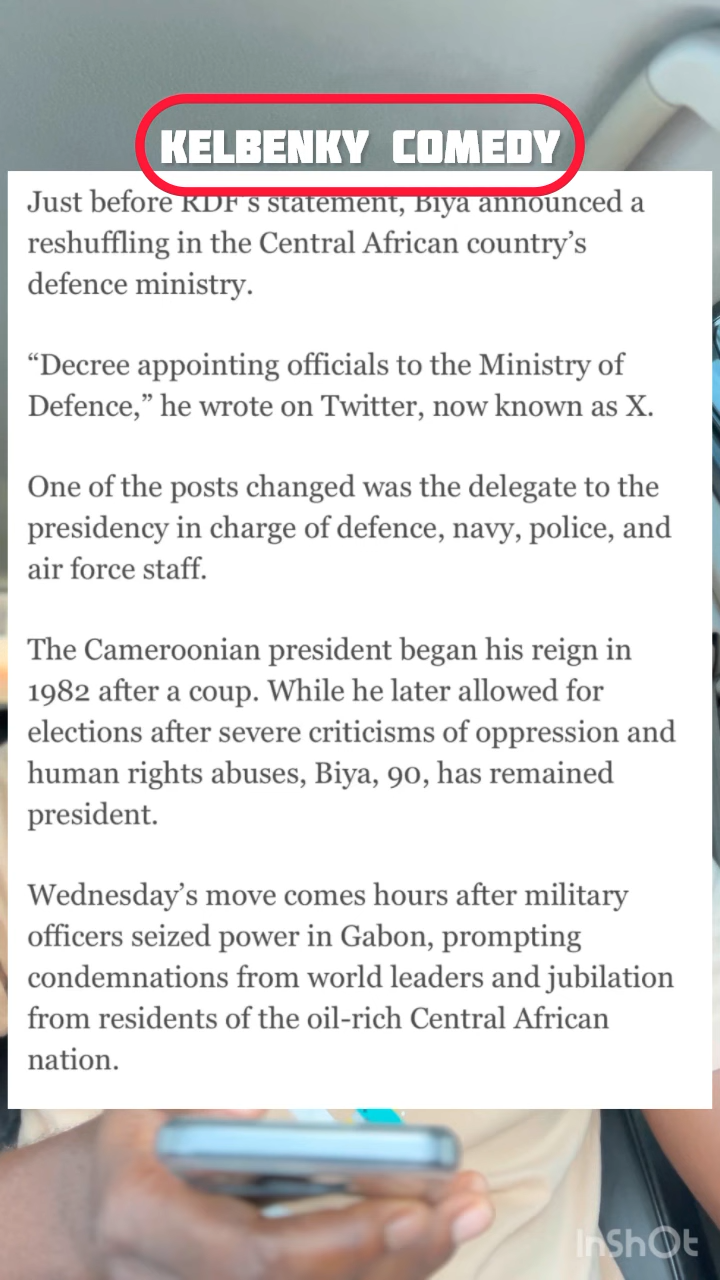 KELBENKY COMEDY
Just before RDF's statement, Biya announced a
reshuffling in the Central African country’s
defence ministry.
“Decree appointing officials to the Ministry of
Defence,” he wrote on Twitter, now known as X.
One of the posts changed was the delegate to the
presidency in charge of defence, navy, police, and
air force staff.
The Cameroonian president began his reign in
1982 after a coup. While he later allowed for
elections after severe criticisms of oppression and
human rights abuses, Biya, 90, has remained
president.
Wednesday’s move comes hours after military
officers seized power in Gabon, prompting
condemnations from world leaders and jubilation
from residents of the oil-rich Central African
nation.
InShOt